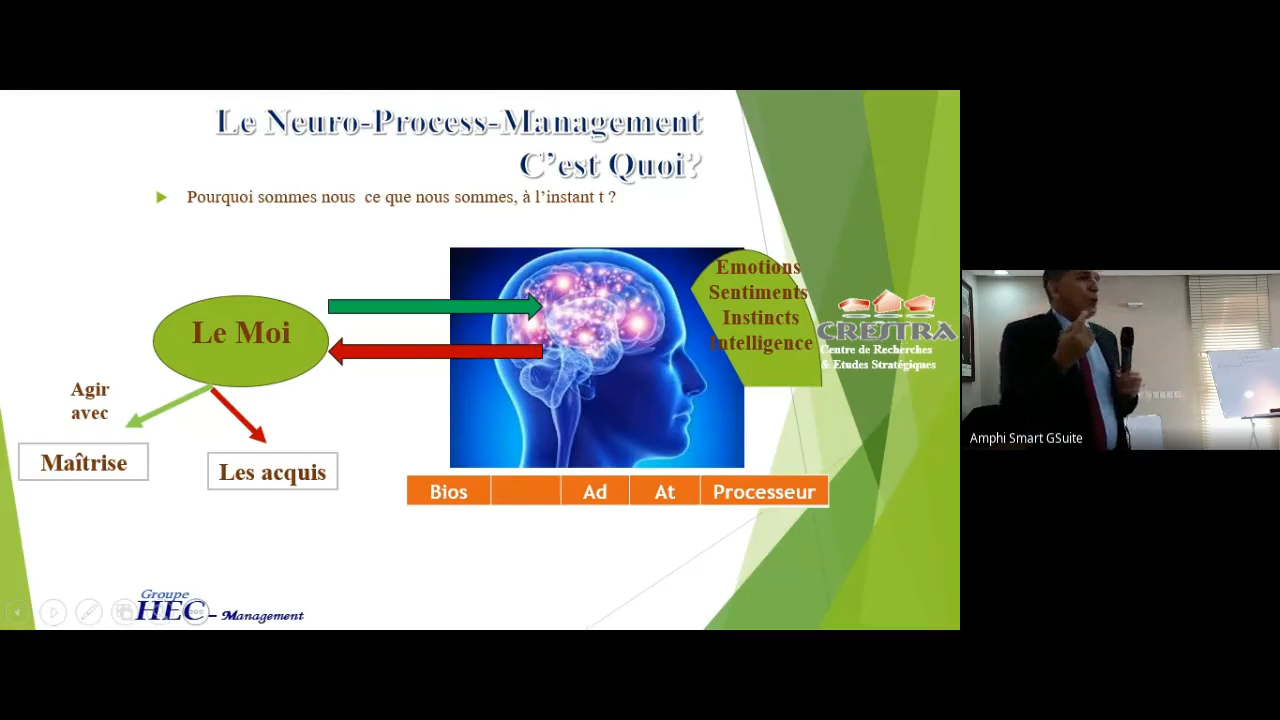 Le Neuro-Process-Management
C'est Quoi?
Pourquoi sommes nous ce que nous sommes, à l'instant t ?
Emotions
Sentiments
Instincts
Intelligence
Le Moi
CRESTRA
Centre de Recherches
& Etudes Stratégiques
Agir
avec
Maîtrise
Les acquis
Bios
Ad
At
Processeur
Amphi Smart GSuite
Groupe
HEC - Management